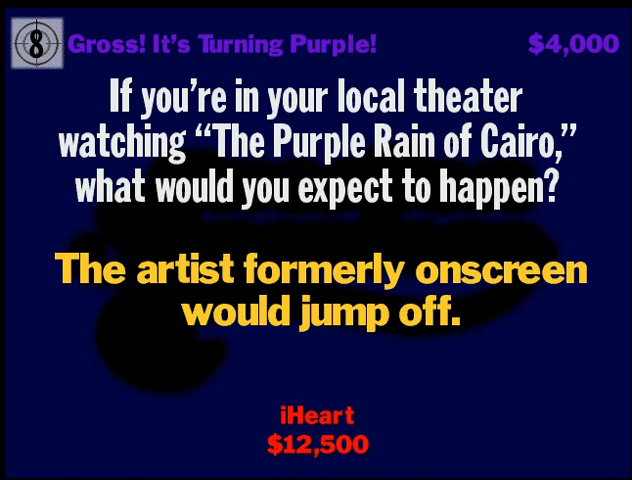 8 Gross! It's Turning Purple! $4,000
If you're in your local theater
watching “The Purple Rain of Cairo,”
what would you expect to happen?
The artist formerly onscreen
would jump off.
iHeart
$12,500